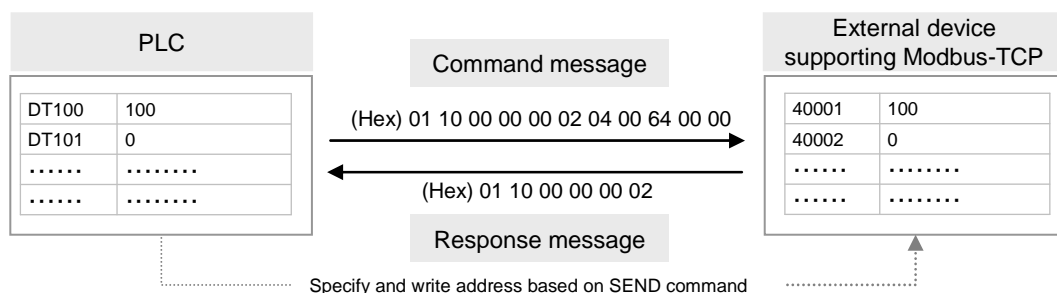 PLC
External device
supporting Modbus-TCP
Command message
DT100 100
DT101 0
...... ........
...... ........
(Hex) 01 10 00 00 00 02 04 00 64 00 00
(Hex) 01 10 00 00 00 02
Response message
40001 100
40002 0
...... ........
...... ........
Specify and write address based on SEND command